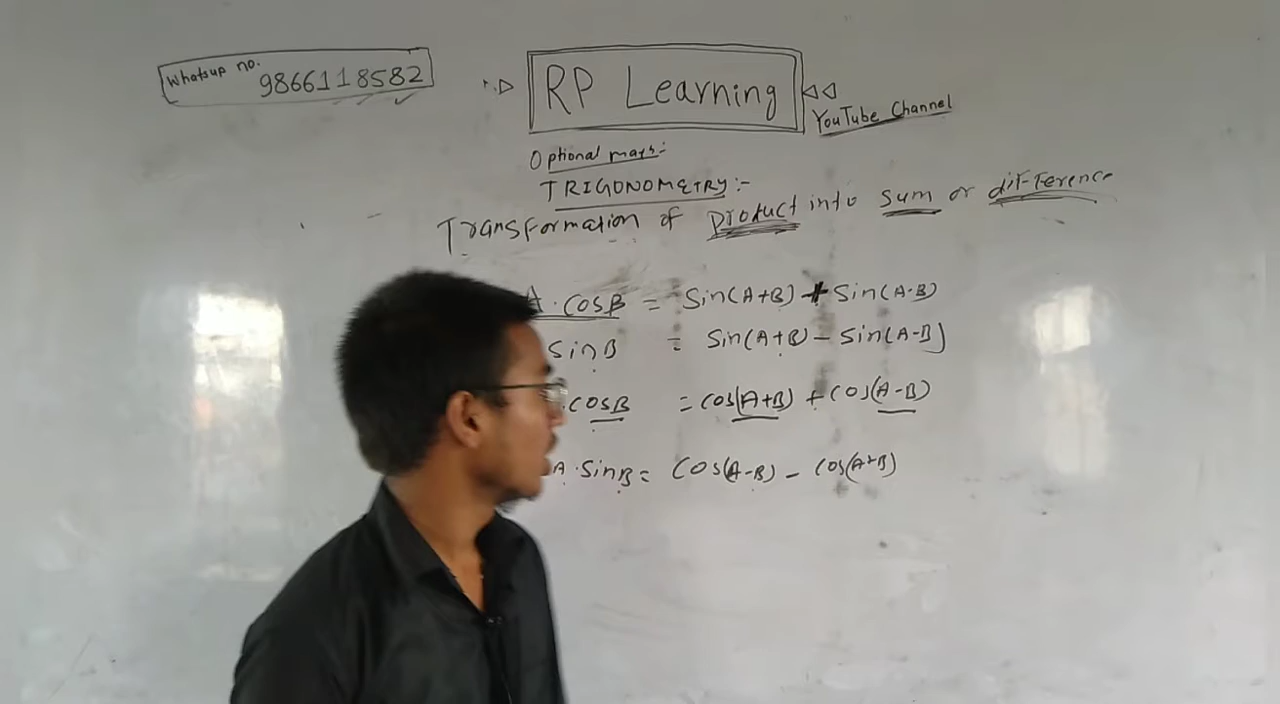 Whatsup no. 9866118582
RP Learning
YouTube Channel
Optional math:-
TRIGONOMETRY:-
Transformation of product into sum or difference
A·cosB = Sin(A+B) + Sin(A-B)
SinB = Sin(A+B) - Sin(A-B)
·cosB = cos(A+B) + cos(A-B)
A·SinB = cos(A-B) - cos(A+B)